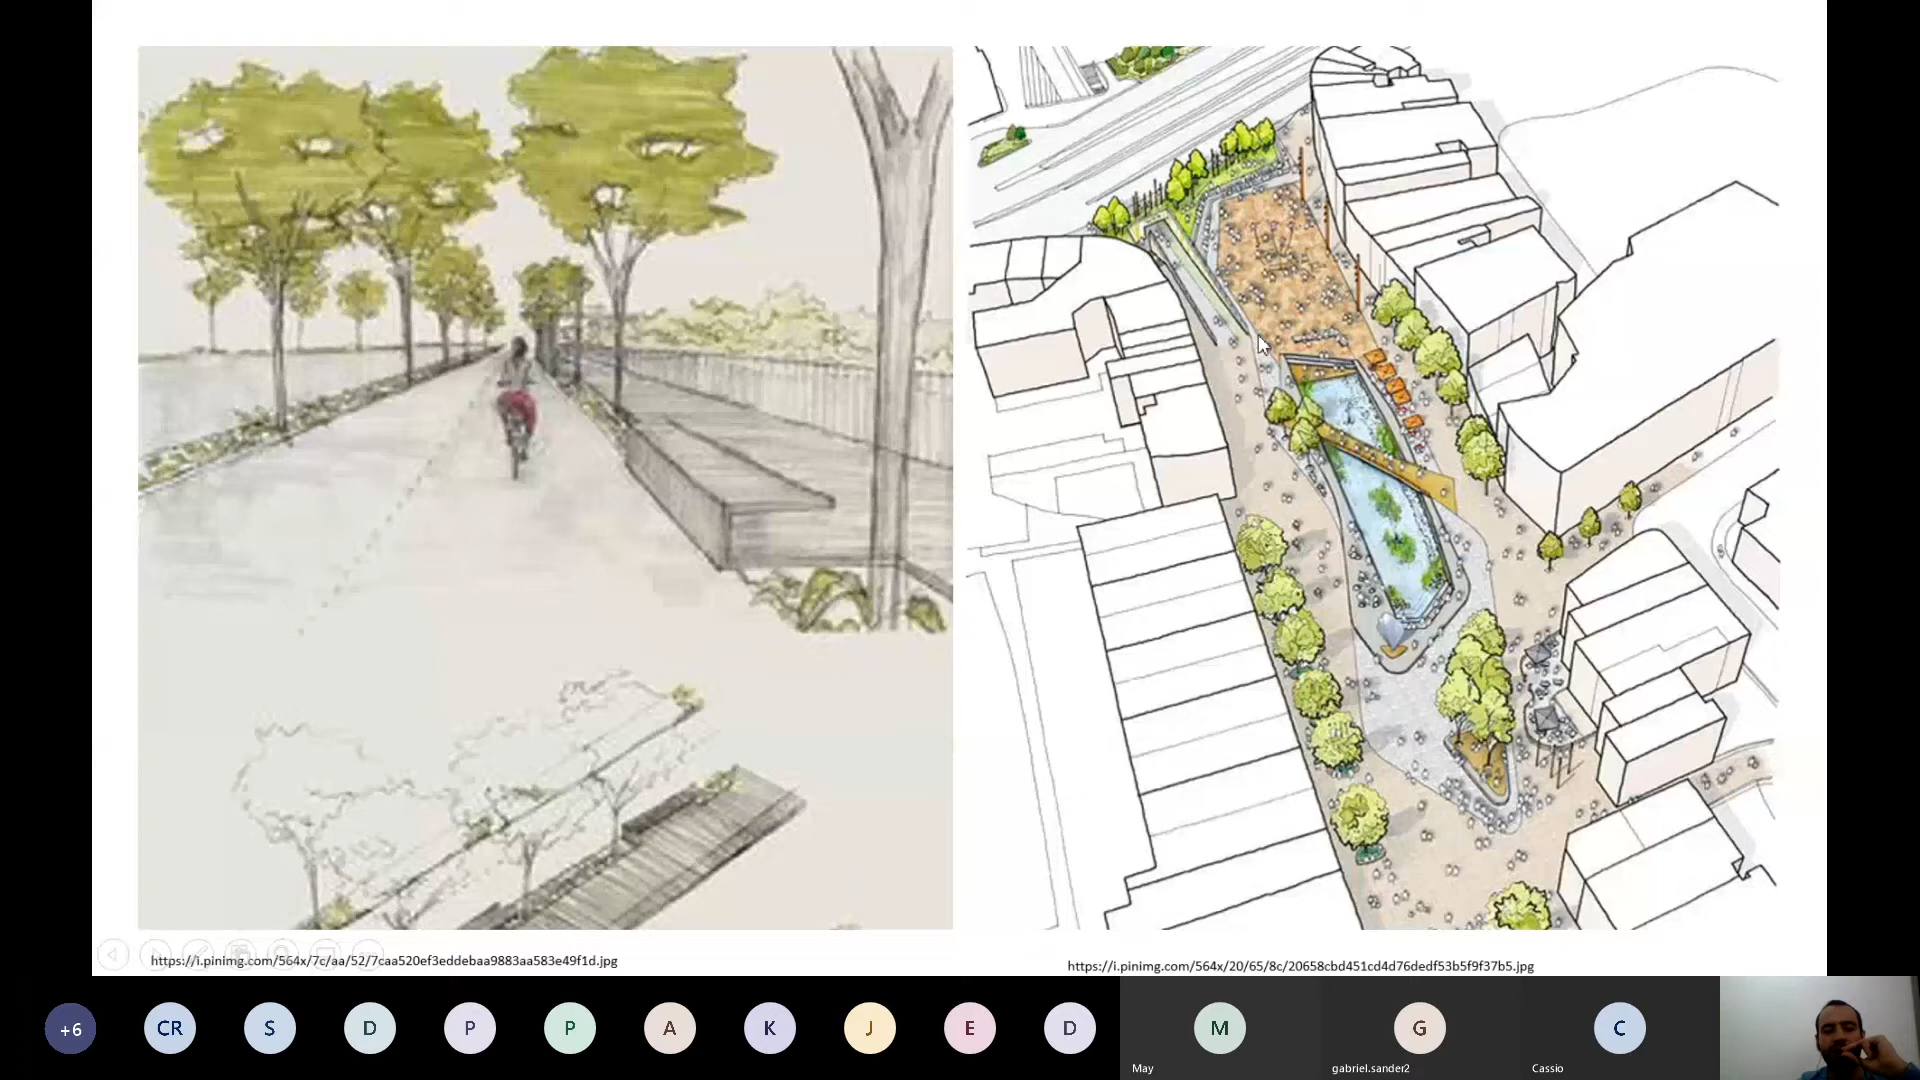 https://i.pinimg.com/564x/7c/aa/52/7caa520ef3eddebaa9883aa583e49f1d.jpg
https://i.pinimg.com/564x/20/65/8c/20658cbd451cd4d76dedf53b5f9f37b5.jpg
+6
CR
S
D
P
P
A
K
J
E
D
M
G
C
May
gabriel.sander2
Cassio